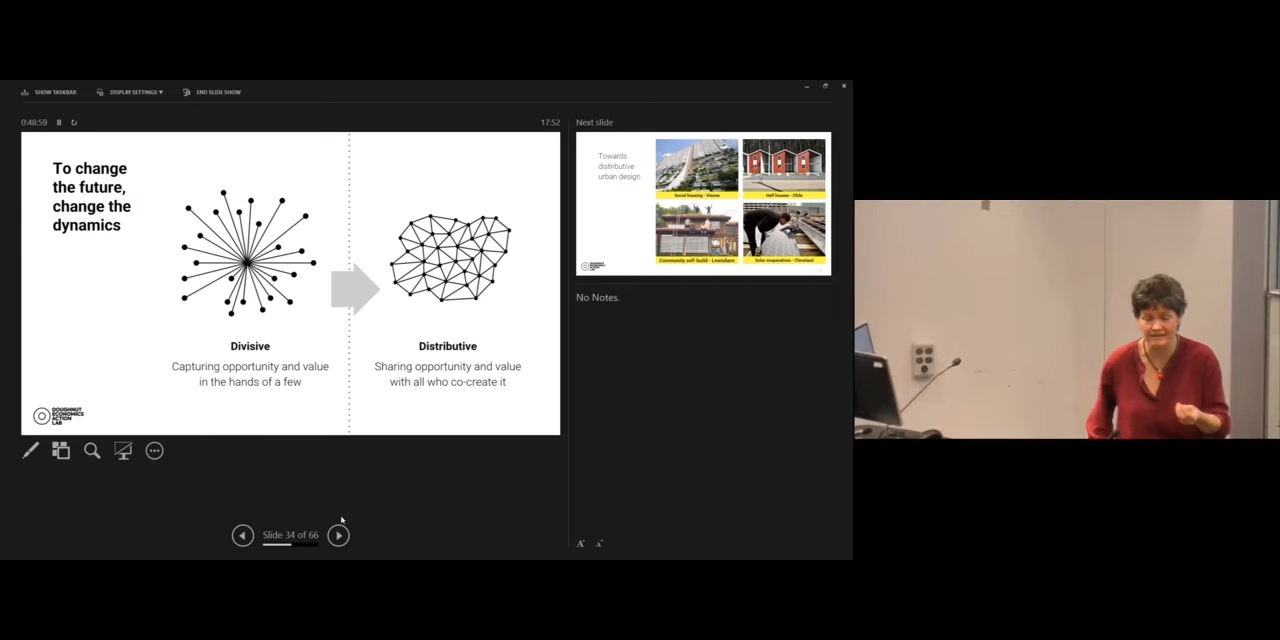 SHOW TASKBAR
DISPLAY SETTINGS ▾
END SLIDE SHOW
0:48:59
17:52
Next slide
To change
the future,
change the
dynamics
Divisive
Capturing opportunity and value
in the hands of a few
Distributive
Sharing opportunity and value
with all who co-create it
DOUGHNUT
ECONOMICS
ACTION
LAB
Towards
distributive
urban design
Social housing - Vienna
Half houses - Chile
Community self-build - Lewisham
Solar cooperatives - Cleveland
No Notes.
Slide 34 of 66
A
A